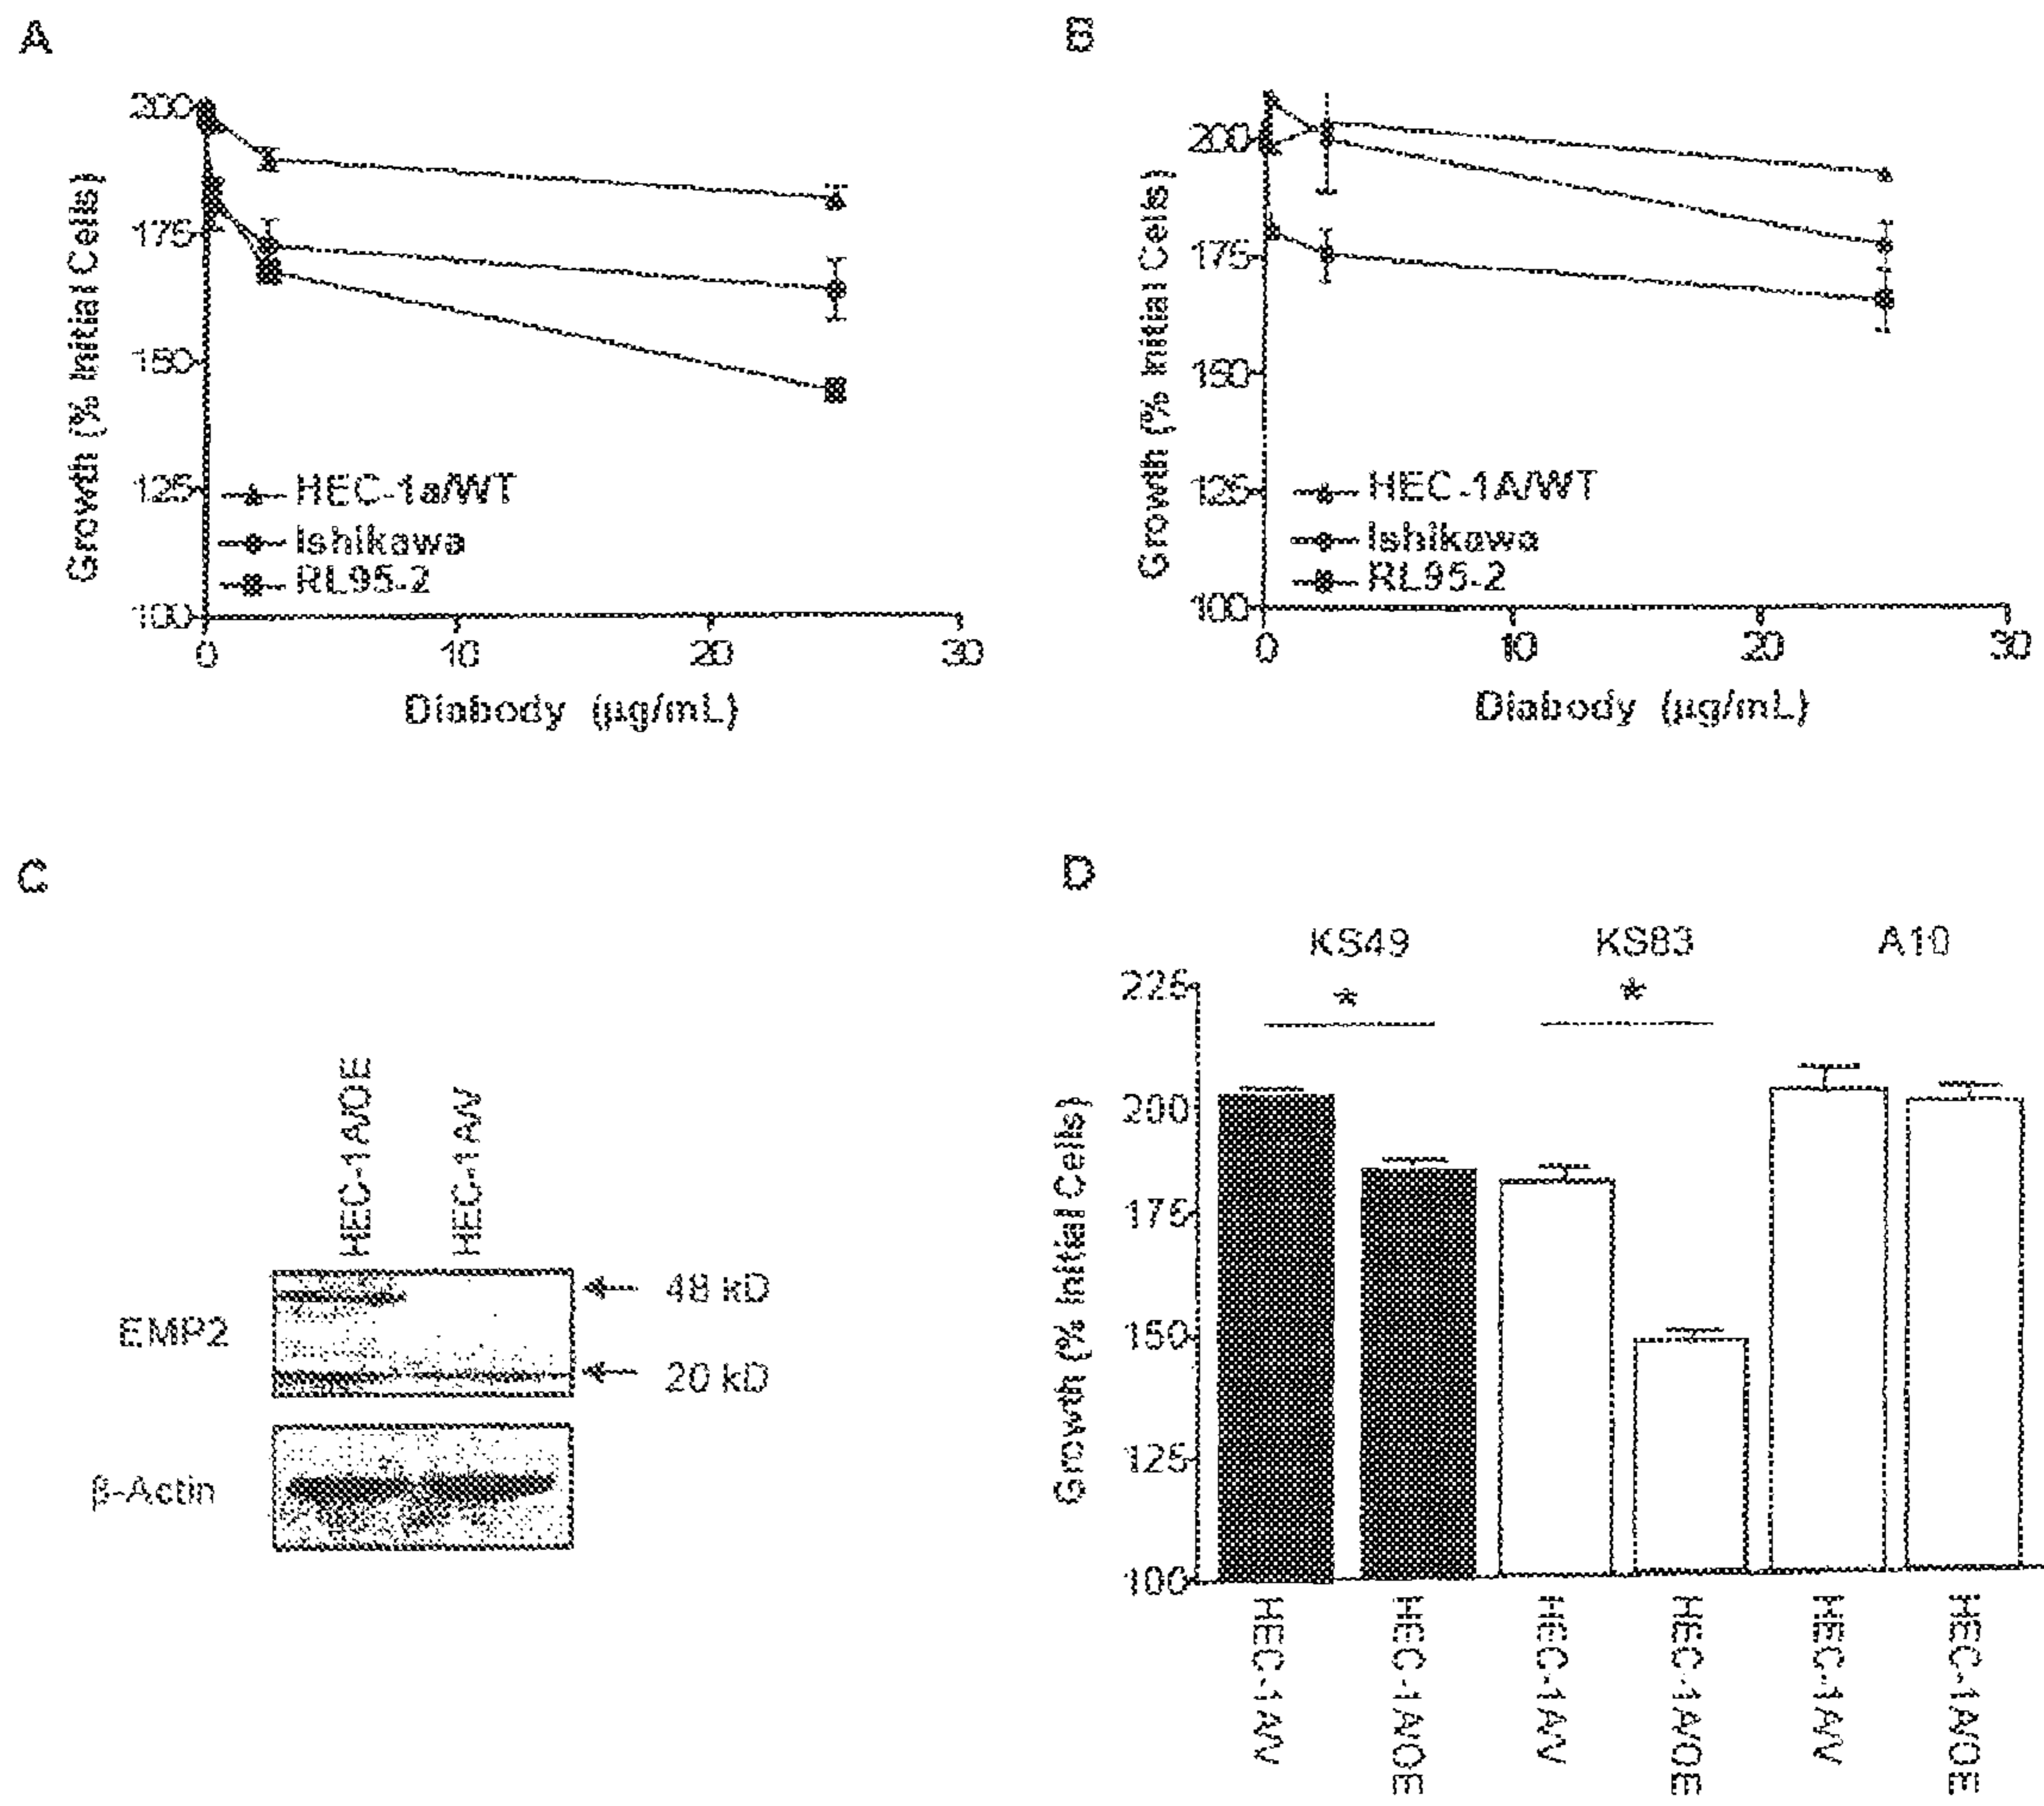 A
Growth (% Initial Cells)
200
175
150
125
100
HEC-1a/WT
Ishikawa
RL95-2
0
10
20
30
Diabody (µg/mL)
B
Growth (% Initial Cells)
200
175
150
125
100
HEC-1A/WT
Ishikawa
RL95-2
0
10
20
30
Diabody (µg/mL)
C
HEC-1A/OE
HEC-1A/V
EMP2
48 kD
20 kD
β-Actin
D
KS49
KS83
A10
*
*
Growth (% Initial Cells)
225
200
175
150
125
100
HEC-1A/V
HEC-1A/OE
HEC-1A/V
HEC-1A/OE
HEC-1A/V
HEC-1A/OE